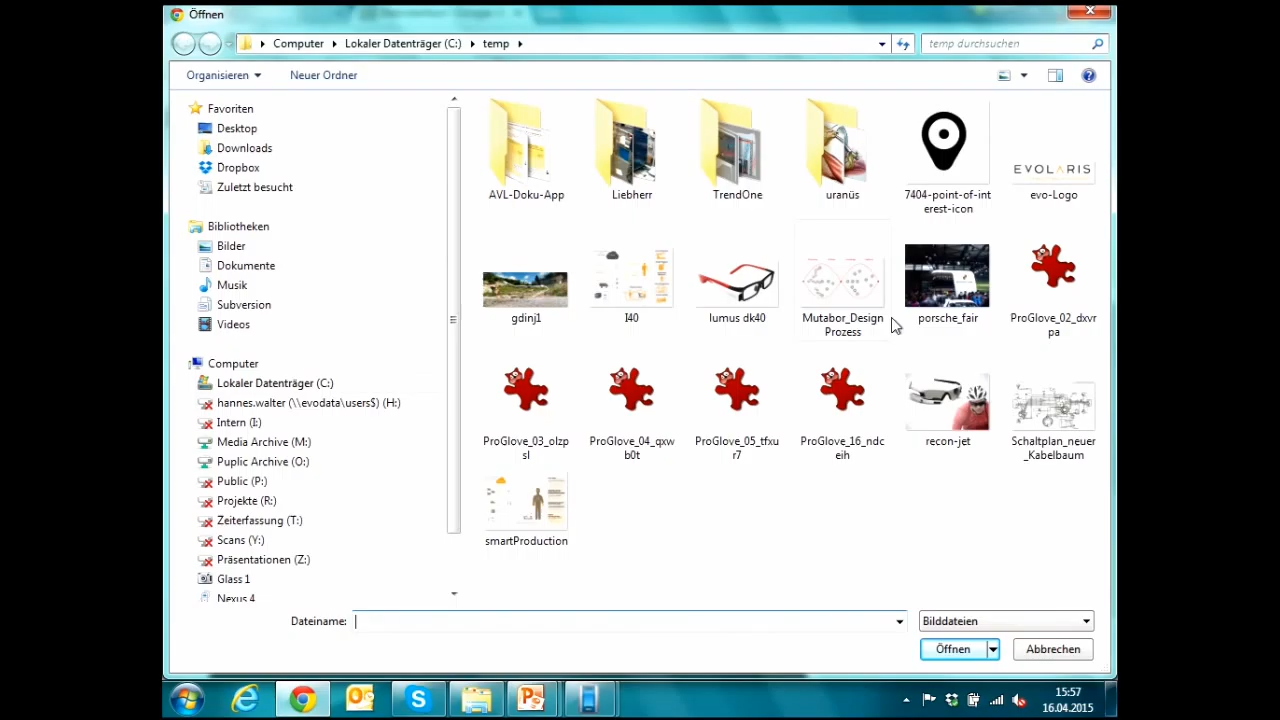 Öffnen
Computer Lokaler Datenträger (C:) temp
temp durchsuchen
Organisieren Neuer Ordner
Favoriten
Desktop
Downloads
Dropbox
Zuletzt besucht
Bibliotheken
Bilder
Dokumente
Musik
Subversion
Videos
Computer
Lokaler Datenträger (C:)
hannes.walter (\\evodata\users$) (H:)
Intern (I:)
Media Archive (M:)
Puplic Archive (O:)
Public (P:)
Projekte (R:)
Zeiterfassung (T:)
Scans (Y:)
Präsentationen (Z:)
Glass 1
Nexus 4
EVOLARIS
AVL-Doku-App Liebherr TrendOne uranüs 7404-point-of-int evo-Logo
erest-icon
gdinj1 I40 lumus dk40 Mutabor_Design porsche_fair ProGlove_02_dxvr
Prozess pa
ProGlove_03_olzp ProGlove_04_qxw ProGlove_05_tfxu ProGlove_16_ndc recon-jet Schaltplan_neuer
sl b0t r7 eih _Kabelbaum
smartProduction
Dateiname: Bilddateien
Öffnen Abbrechen
15:57
16.04.2015